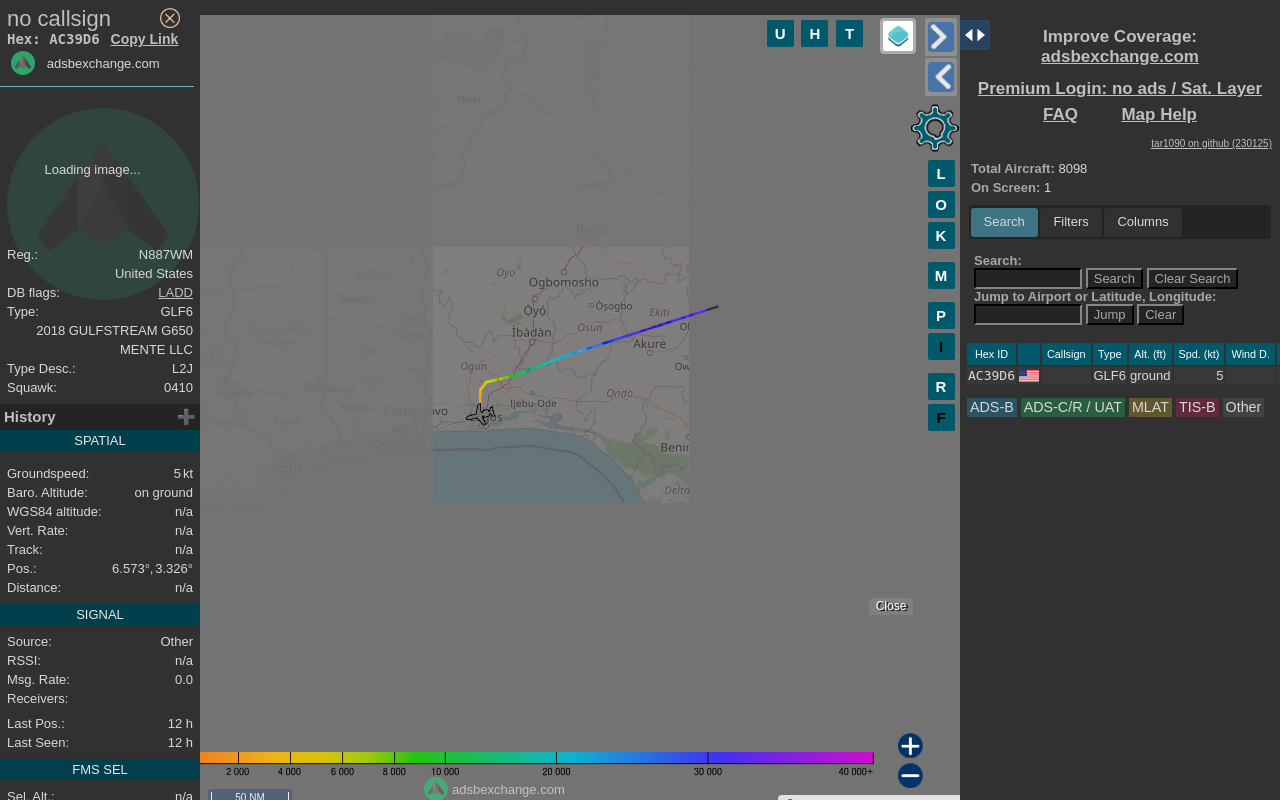 no callsign
Hex: AC39D6 Copy Link
adsbexchange.com
Loading image...
Reg.: N887WM
United States
DB flags: LADD
Type: GLF6
2018 GULFSTREAM G650
MENTE LLC
Type Desc.: L2J
Squawk: 0410
History
SPATIAL
Groundspeed: 5 kt
Baro. Altitude: on ground
WGS84 altitude: n/a
Vert. Rate: n/a
Track: n/a
Pos.: 6.573°, 3.326°
Distance: n/a
SIGNAL
Source: Other
RSSI: n/a
Msg. Rate: 0.0
Receivers:
Last Pos.: 12 h
Last Seen: 12 h
FMS SEL
Sel. Alt.: n/a
U H T
L
O
K
M
P
I
R
F
Ilorin
Oyo
Ogbomosho
Ọ̀yọ́
Òṣogbo
Ekiti
Ìbàdàn
Osun
Akure
Ogun
Ijebu-Ode
Ondo
Porto-Novo
Cotonou
Lomé
Delta
Close
2 000 4 000 6 000 8 000 10 000 20 000 30 000 40 000+
adsbexchange.com
50 NM
Improve Coverage:
adsbexchange.com
Premium Login: no ads / Sat. Layer
FAQ Map Help
tar1090 on github (230125)
Total Aircraft: 8098
On Screen: 1
Search Filters Columns
Search:
Search Clear Search
Jump to Airport or Latitude, Longitude:
Jump Clear
Hex ID Callsign Type Alt. (ft) Spd. (kt) Wind D.
AC39D6 GLF6 ground 5
ADS-B ADS-C/R / UAT MLAT TIS-B Other